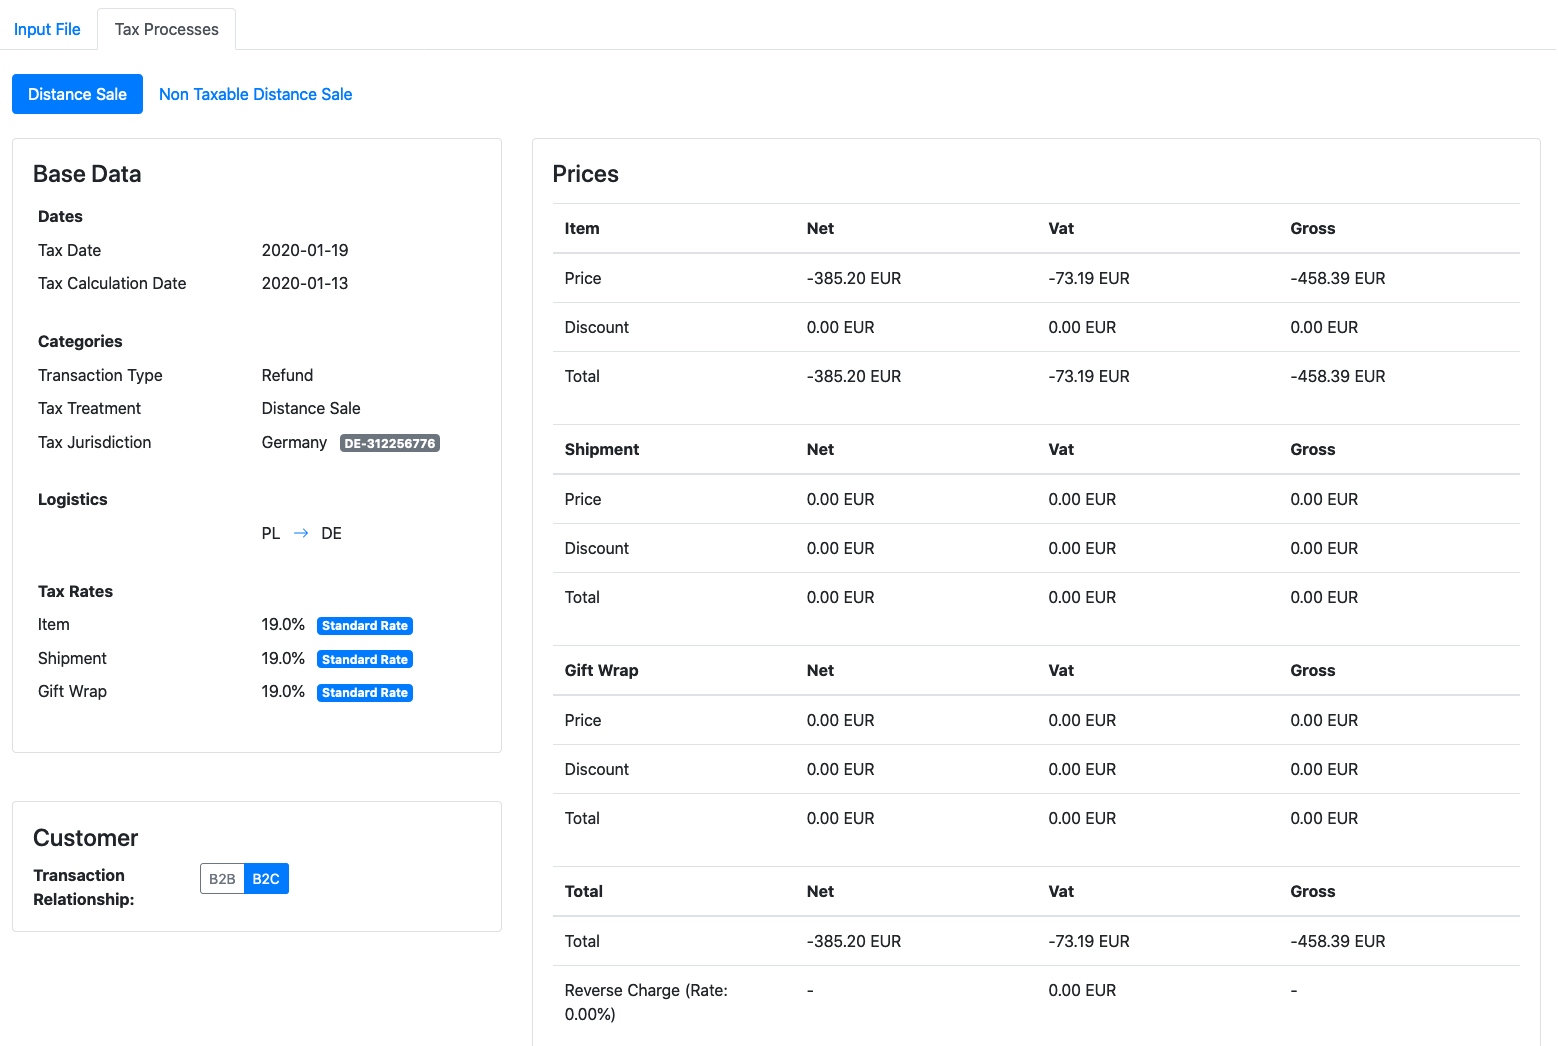 Input File
Tax Processes
Distance Sale
Non Taxable Distance Sale
Base Data
Dates
Tax Date 2020-01-19
Tax Calculation Date 2020-01-13
Categories
Transaction Type Refund
Tax Treatment Distance Sale
Tax Jurisdiction Germany DE-312256776
Logistics
PL → DE
Tax Rates
Item 19.0% Standard Rate
Shipment 19.0% Standard Rate
Gift Wrap 19.0% Standard Rate
Customer
Transaction
Relationship:
B2B B2C
Prices
Item Net Vat Gross
Price -385.20 EUR -73.19 EUR -458.39 EUR
Discount 0.00 EUR 0.00 EUR 0.00 EUR
Total -385.20 EUR -73.19 EUR -458.39 EUR
Shipment Net Vat Gross
Price 0.00 EUR 0.00 EUR 0.00 EUR
Discount 0.00 EUR 0.00 EUR 0.00 EUR
Total 0.00 EUR 0.00 EUR 0.00 EUR
Gift Wrap Net Vat Gross
Price 0.00 EUR 0.00 EUR 0.00 EUR
Discount 0.00 EUR 0.00 EUR 0.00 EUR
Total 0.00 EUR 0.00 EUR 0.00 EUR
Total Net Vat Gross
Total -385.20 EUR -73.19 EUR -458.39 EUR
Reverse Charge (Rate: - 0.00 EUR -
0.00%)